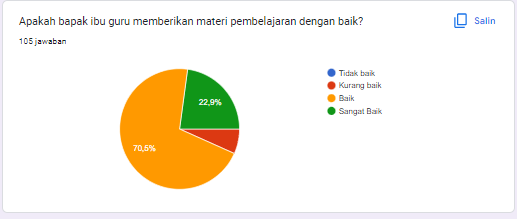 Apakah bapak ibu guru memberikan materi pembelajaran dengan baik?
Salin
105 jawaban
Tidak baik
Kurang baik
Baik
Sangat Baik
22,9%
70,5%